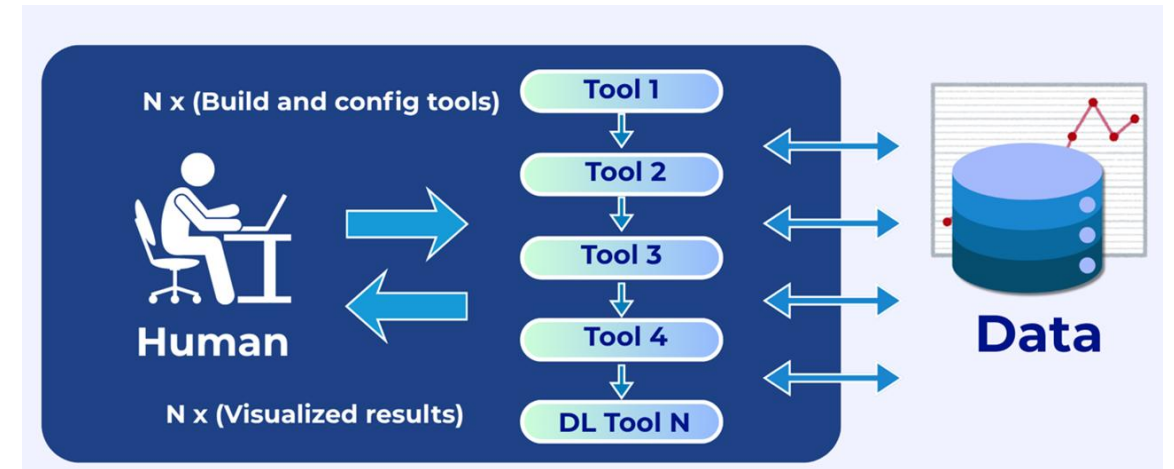 N x (Build and config tools)
Tool 1
Tool 2
Tool 3
Tool 4
DL Tool N
Human
N x (Visualized results)
Data